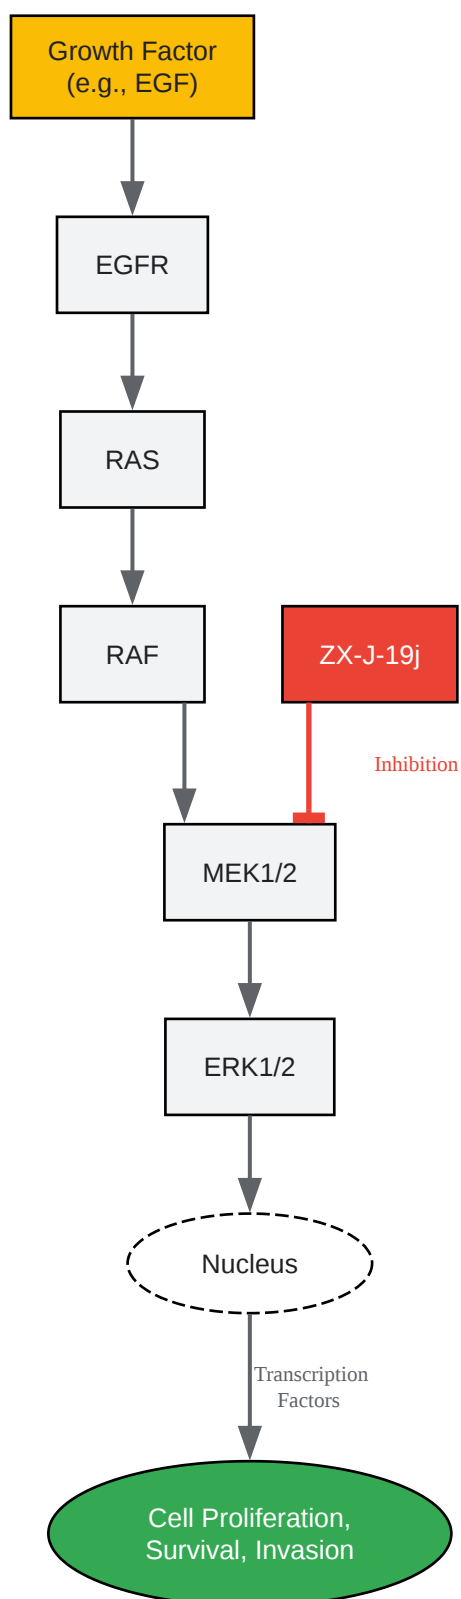 Growth Factor
(e.g., EGF)
EGFR
RAS
RAF
ZX-J-19j
Inhibition
MEK1/2
ERK1/2
Nucleus
Transcription
Factors
Cell Proliferation,
Survival, Invasion